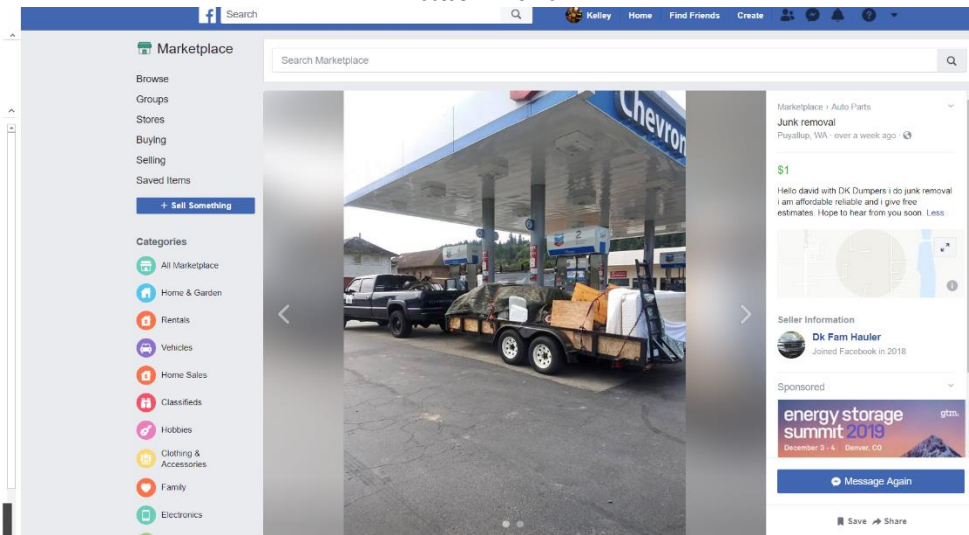 Search
Kelley Home Find Friends Create
Marketplace
Search Marketplace
Browse
Groups
Stores
Buying
Selling
Saved Items
+ Sell Something
Categories
All Marketplace
Home & Garden
Rentals
Vehicles
Home Sales
Classifieds
Hobbies
Clothing &
Accessories
Family
Electronics
Chevron
2
Marketplace › Auto Parts
Junk removal
Puyallup, WA · over a week ago ·
$1
Hello david with DK Dumpers i do junk removal
i am affordable reliable and i give free
estimates. Hope to hear from you soon. Less
Seller Information
Dk Fam Hauler
Joined Facebook in 2018
Sponsored
energy storage
summit 2019
gtm.
December 3 - 4 Denver, CO
Message Again
Save Share